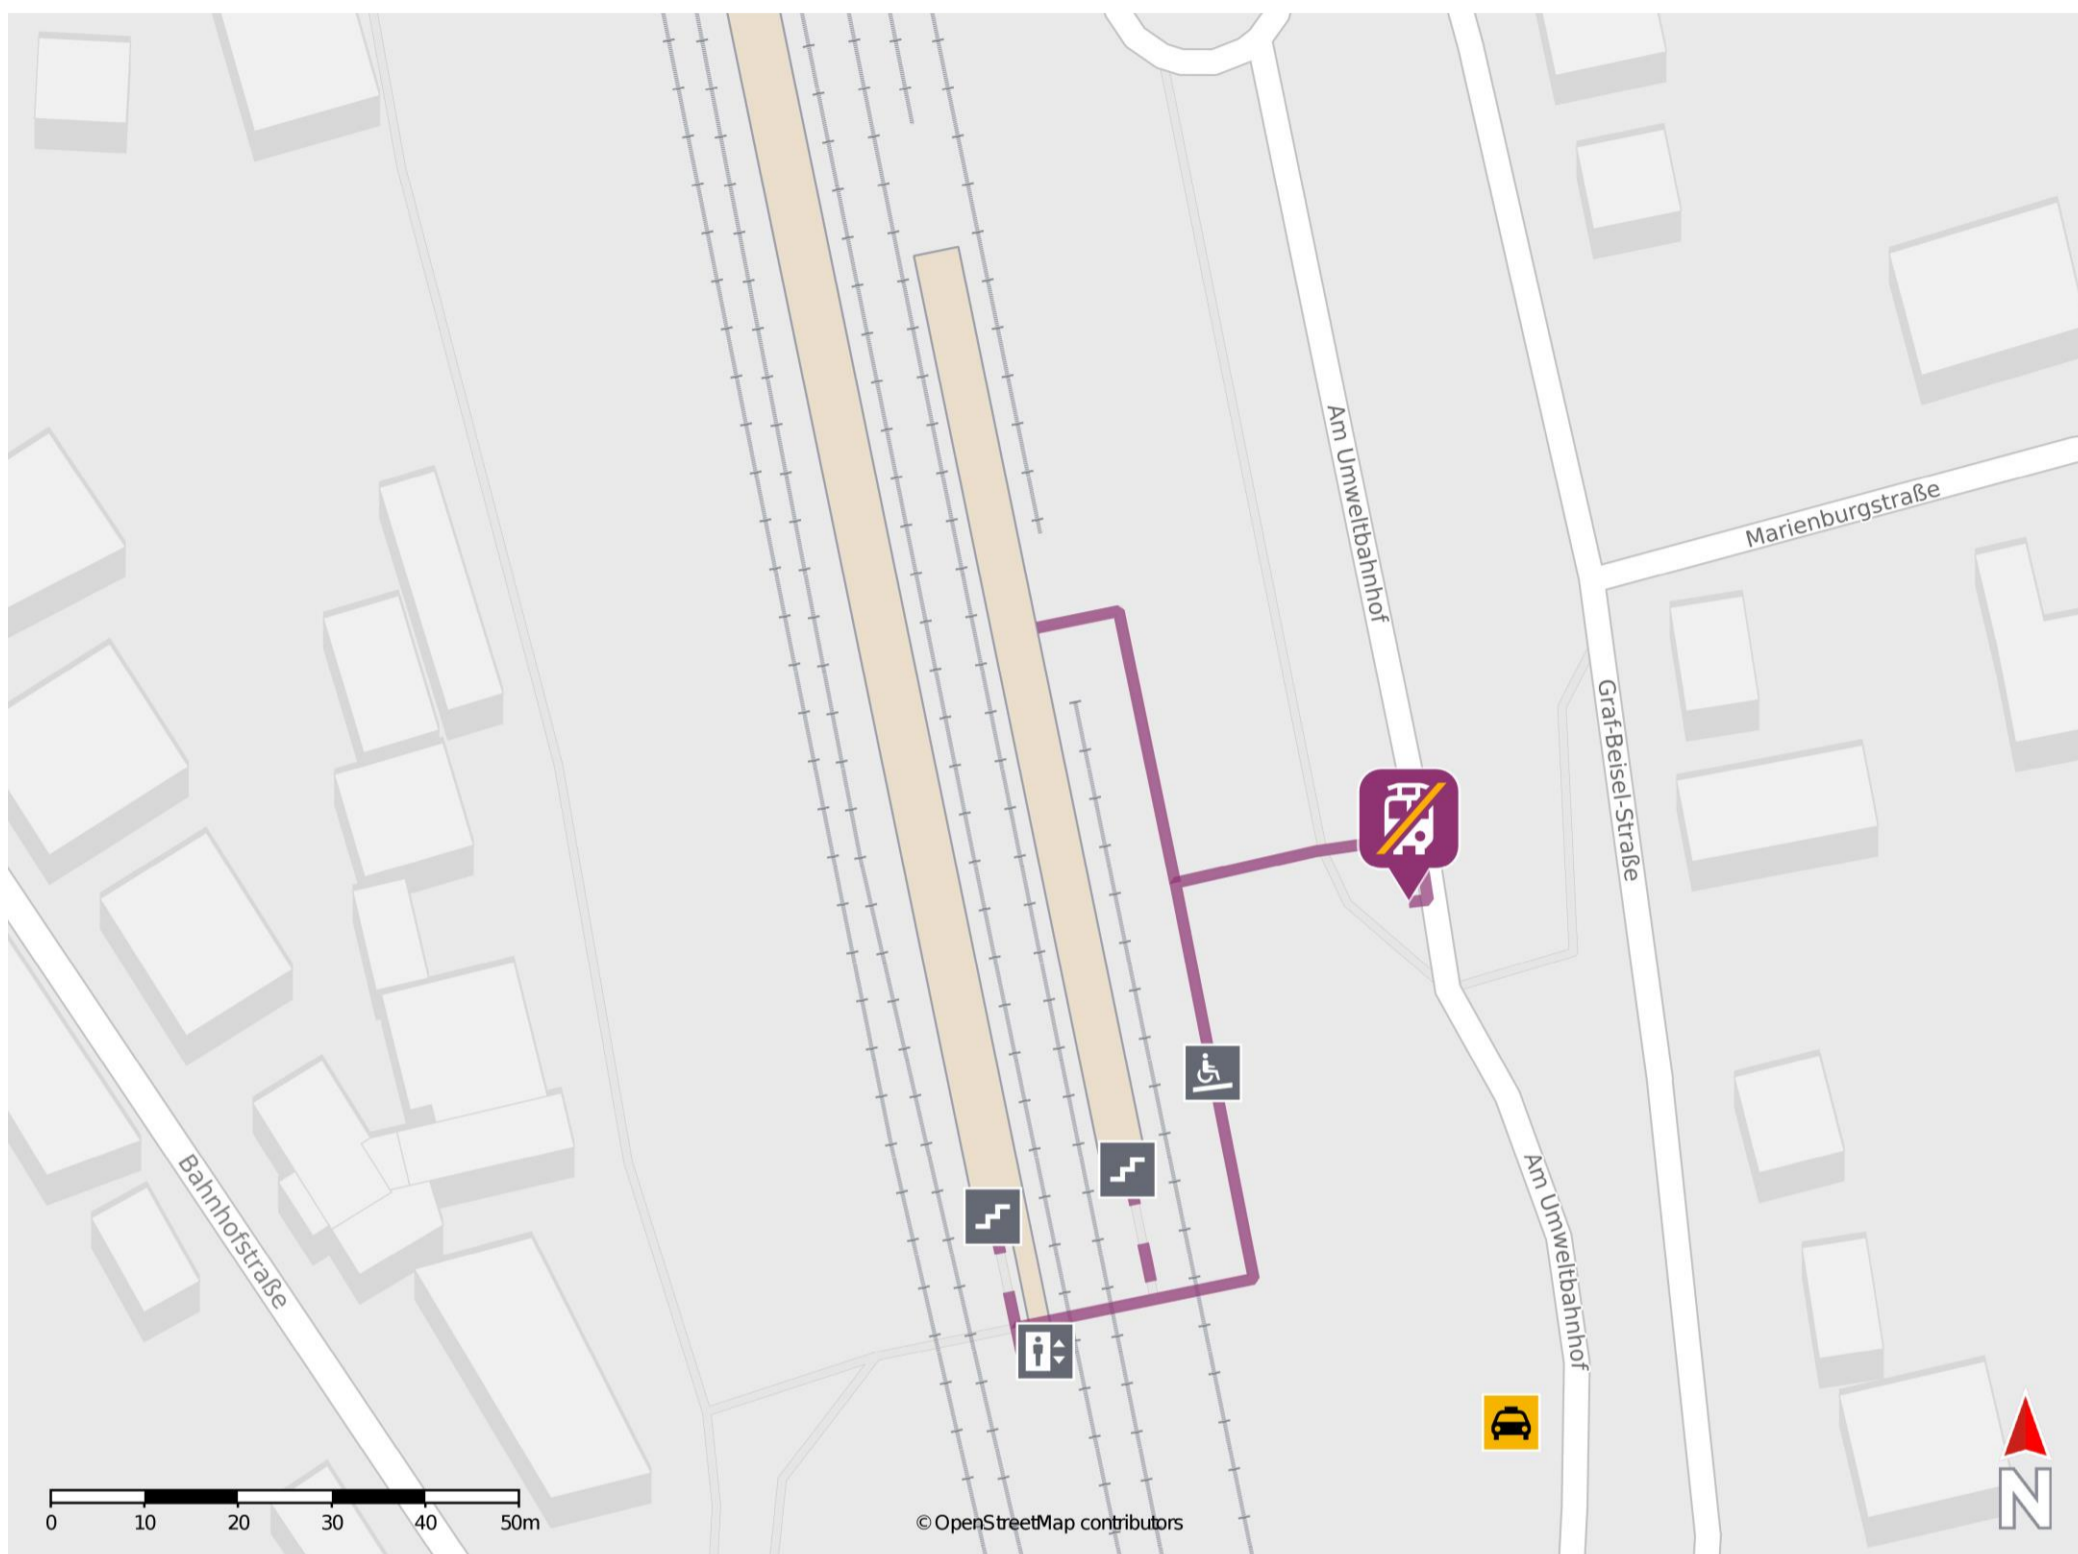 Am Umweltbahnhof
Marienburgstraße
Graf-Beisel-Straße
Bahnhofstraße
Am Umweltbahnhof
0 10 20 30 40 50m
© OpenStreetMap contributors
N